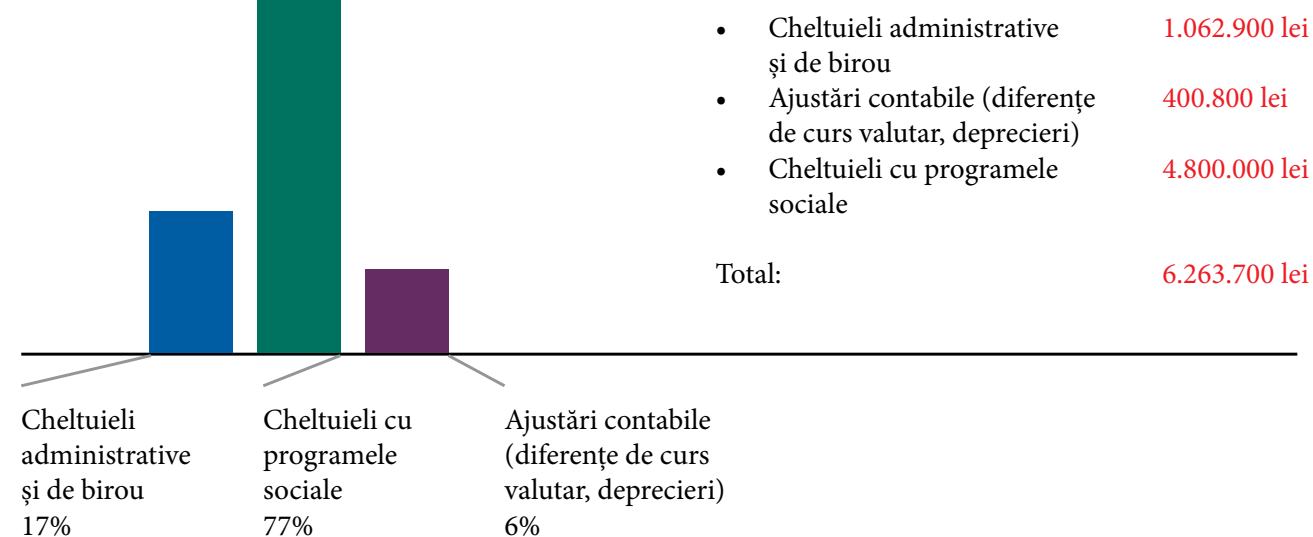 • Cheltuieli administrative 1.062.900 lei
și de birou
• Ajustări contabile (diferențe 400.800 lei
de curs valutar, deprecieri)
• Cheltuieli cu programele 4.800.000 lei
sociale
Total: 6.263.700 lei
Cheltuieli
administrative
și de birou
17%
Cheltuieli cu
programele
sociale
77%
Ajustări contabile
(diferențe de curs
valutar, deprecieri)
6%